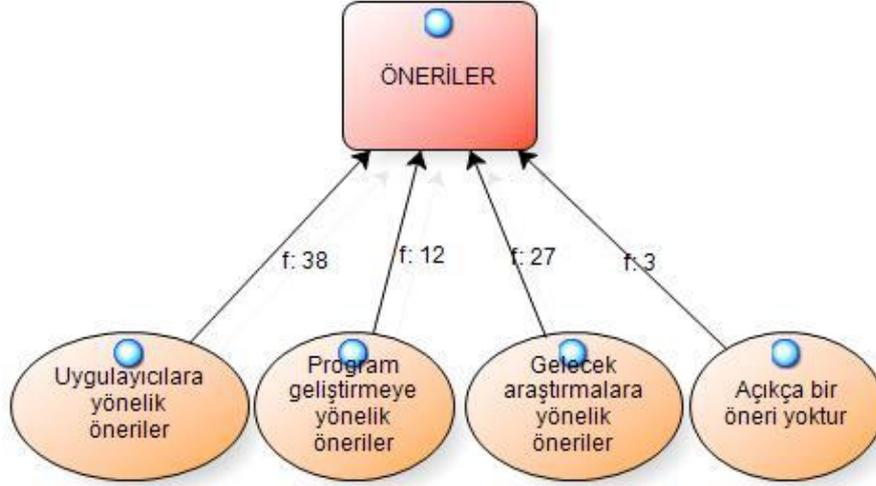 ÖNERİLER
f: 38
f: 12
f: 27
f: 3
Uygulayıcılara
yönelik
öneriler
Program
geliştirmeye
yönelik
öneriler
Gelecek
araştırmalara
yönelik
öneriler
Açıkça bir
öneri yoktur